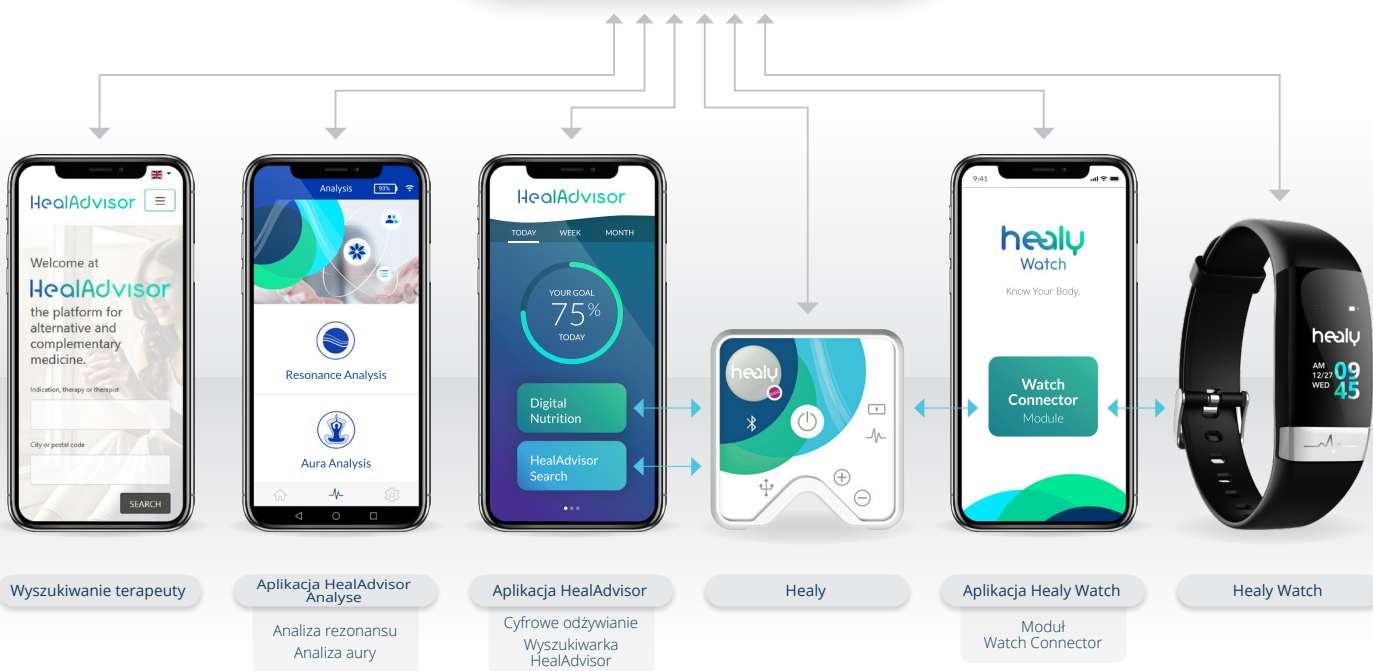 HealAdvisor
Welcome at
HealAdvisor
the platform for
alternative and
complementary
medicine.
Indication, therapy or therapist
City or postal code
SEARCH
Analysis
93%
Resonance Analysis
Aura Analysis
HealAdvisor
TODAY WEEK MONTH
YOUR GOAL
75%
TODAY
Digital
Nutrition
HealAdvisor
Search
healy
9:41
healy
Watch
Know Your Body.
Watch
Connector
Module
healy
AM
12/27
WED
09
45
Wyszukiwanie terapeuty
Aplikacja HealAdvisor
Analyse
Analiza rezonansu
Analiza aury
Aplikacja HealAdvisor
Cyfrowe odżywianie
Wyszukiwarka
HealAdvisor
Healy
Aplikacja Healy Watch
Moduł
Watch Connector
Healy Watch